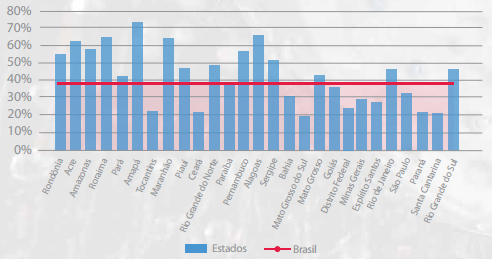 80%
70%
60%
50%
40%
30%
20%
10%
0%
Rondônia
Acre
Amazonas
Roraima
Pará
Amapá
Tocantins
Maranhão
Piauí
Ceará
Rio Grande do Norte
Paraíba
Pernambuco
Alagoas
Sergipe
Bahia
Mato Grosso do Sul
Mato Grosso
Goiás
Distrito Federal
Minas Gerais
Espírito Santos
Rio de Janeiro
São Paulo
Paraná
Santa Cantarina
Rio Grande do Sul
Estados
Brasil